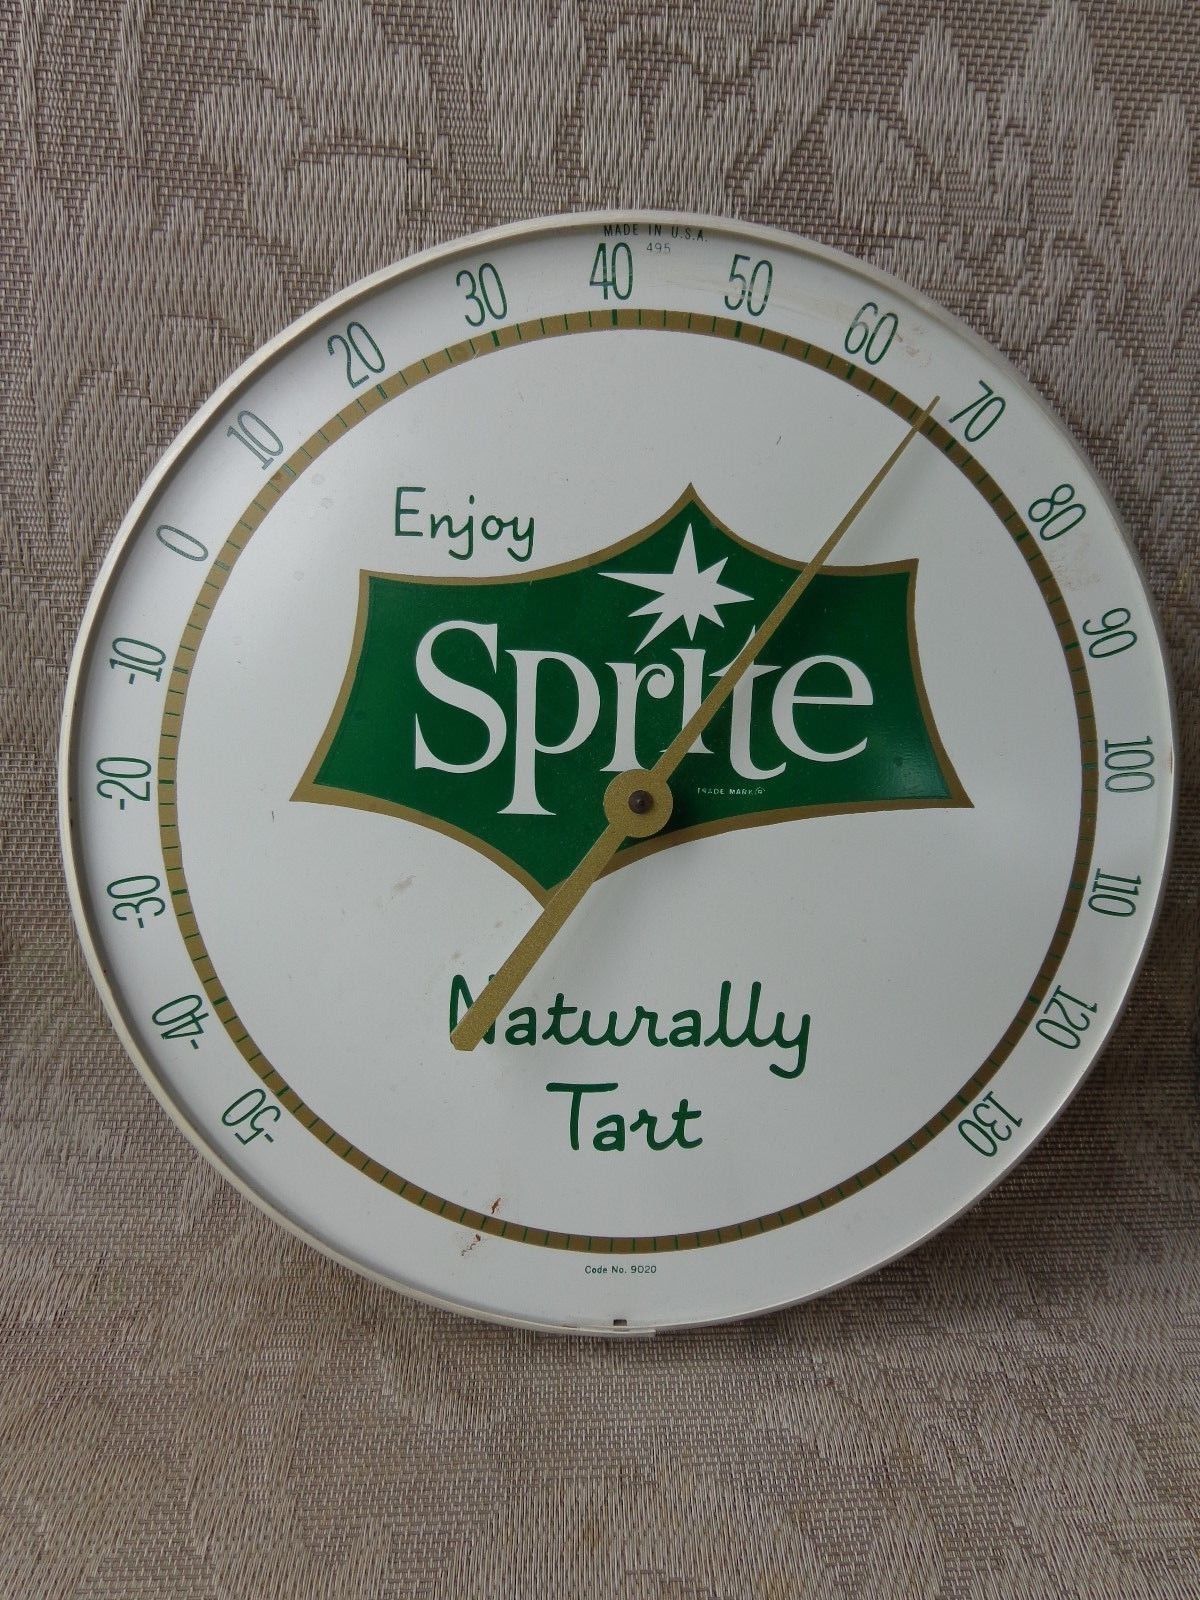 MADE IN U.S.A.
495
-50 -40 -30 -20 -10 0 10 20 30 40 50 60 70 80 90 100 110 120 130
Enjoy
Sprite
TRADE MARK ®
Naturally
Tart
Code No. 9020